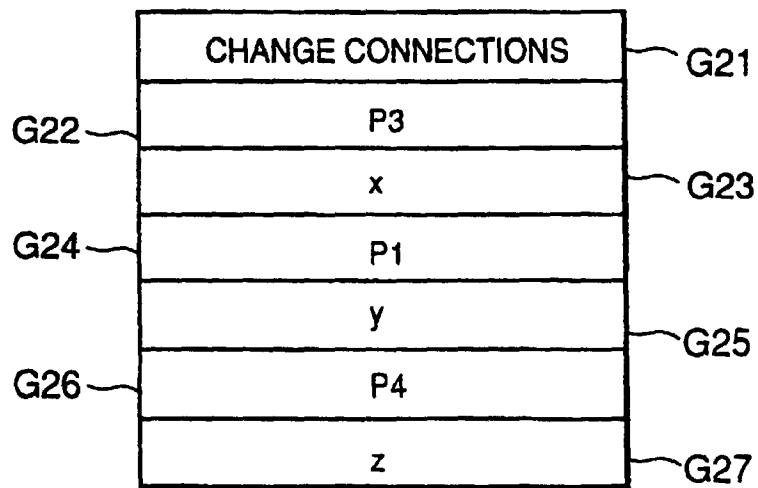 CHANGE CONNECTIONS G21
G22 P3
x G23
G24 P1
y G25
G26 P4
z G27